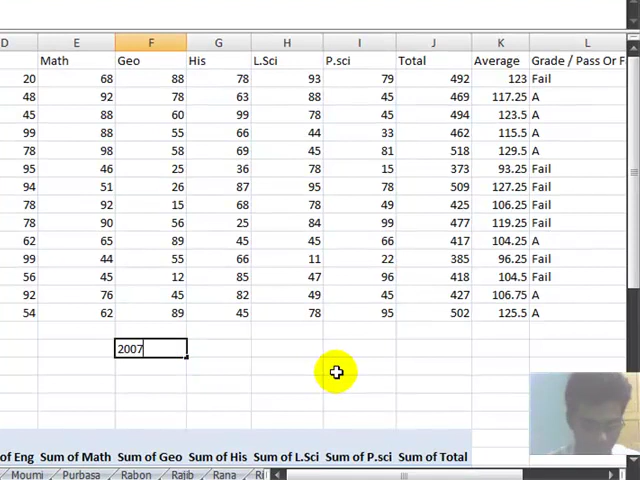 D E F G H I J K L
Math Geo His L.Sci P.sci Total Average Grade / Pass Or F
20 68 88 78 93 79 492 123 Fail
48 92 78 63 88 45 469 117.25 A
45 88 60 99 78 45 494 123.5 A
99 88 55 66 44 33 462 115.5 A
78 98 58 69 45 81 518 129.5 A
95 46 25 36 78 15 373 93.25 Fail
94 51 26 87 95 78 509 127.25 Fail
78 92 15 68 78 49 425 106.25 Fail
78 90 56 25 84 99 477 119.25 Fail
62 65 89 45 45 66 417 104.25 A
99 44 55 66 11 22 385 96.25 Fail
56 45 12 85 47 96 418 104.5 Fail
92 76 45 82 49 45 427 106.75 A
54 62 89 45 78 95 502 125.5 A
2007
of Eng Sum of Math Sum of Geo Sum of His Sum of L.Sci Sum of P.sci Sum of Total
Moumi Purbasa Rabon Rajib Rana Ri